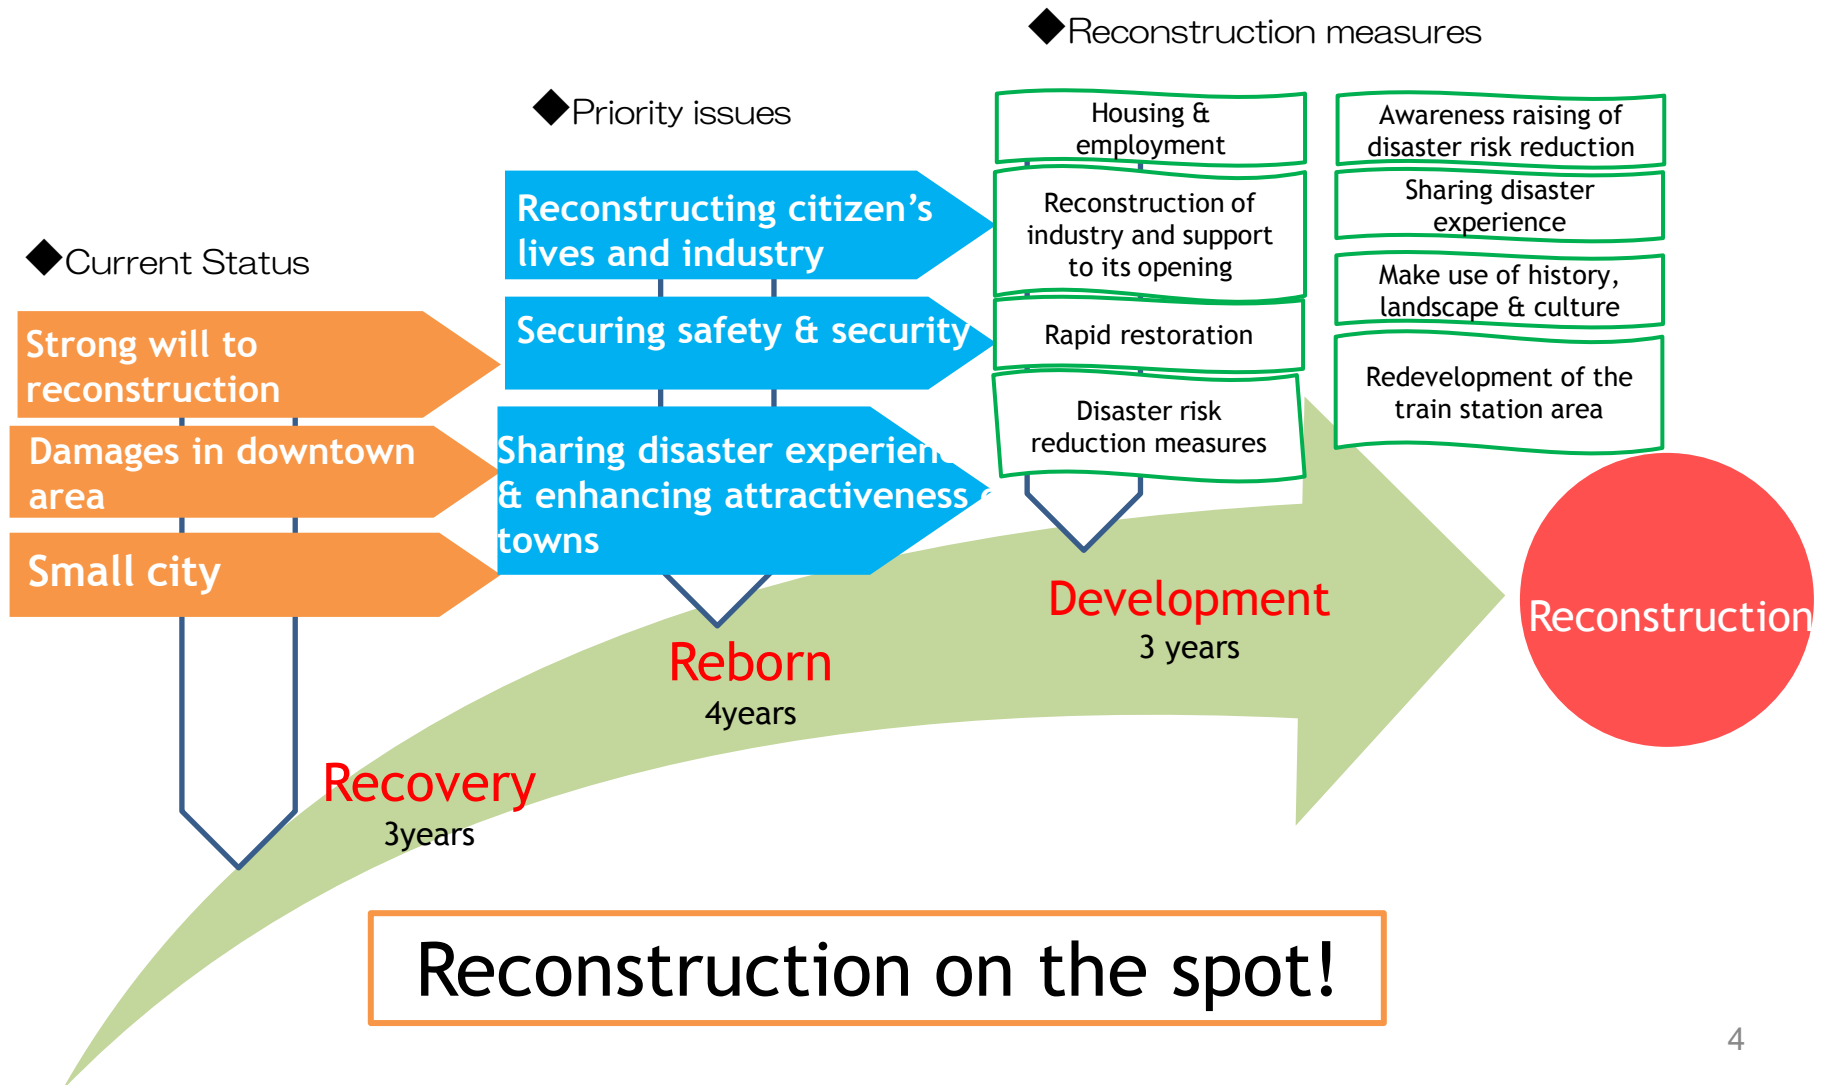 ◆Reconstruction measures
◆Priority issues
◆Current Status
Strong will to
reconstruction
Damages in downtown
area
Small city
Reconstructing citizen’s
lives and industry
Securing safety & security
Sharing disaster experien
& enhancing attractiveness
towns
Housing &
employment
Reconstruction of
industry and support
to its opening
Rapid restoration
Disaster risk
reduction measures
Awareness raising of
disaster risk reduction
Sharing disaster
experience
Make use of history,
landscape & culture
Redevelopment of the
train station area
Recovery
3years
Reborn
4years
Development
3 years
Reconstruction
Reconstruction on the spot!
4